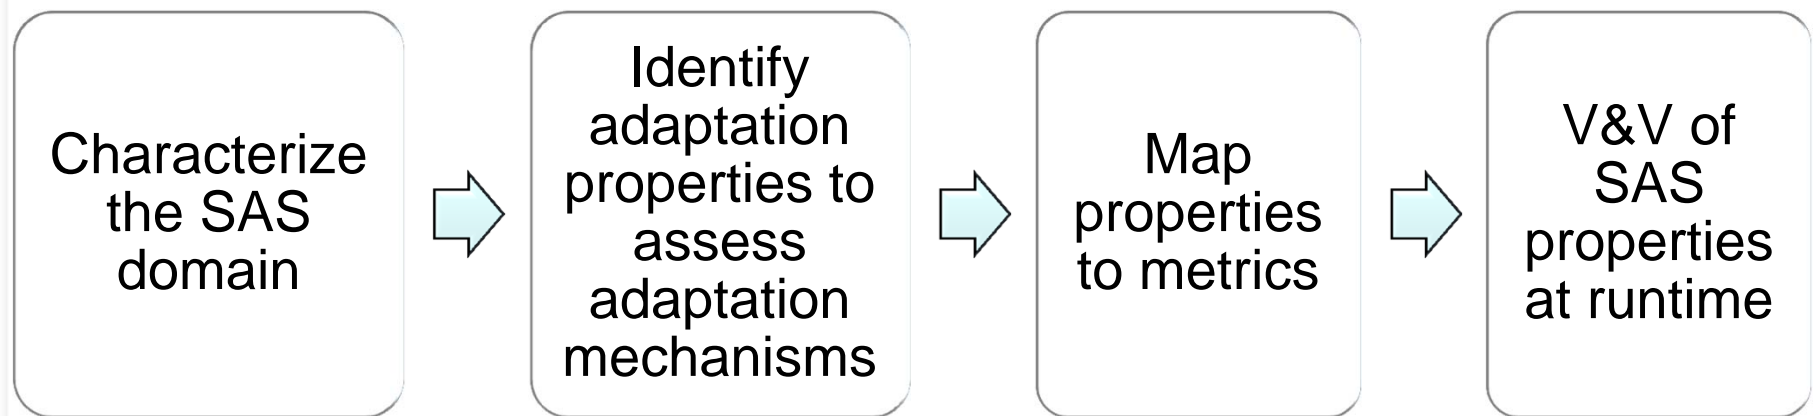 Characterize
the SAS
domain
Identify
adaptation
properties to
assess
adaptation
mechanisms
Map
properties
to metrics
V&V of
SAS
properties
at runtime